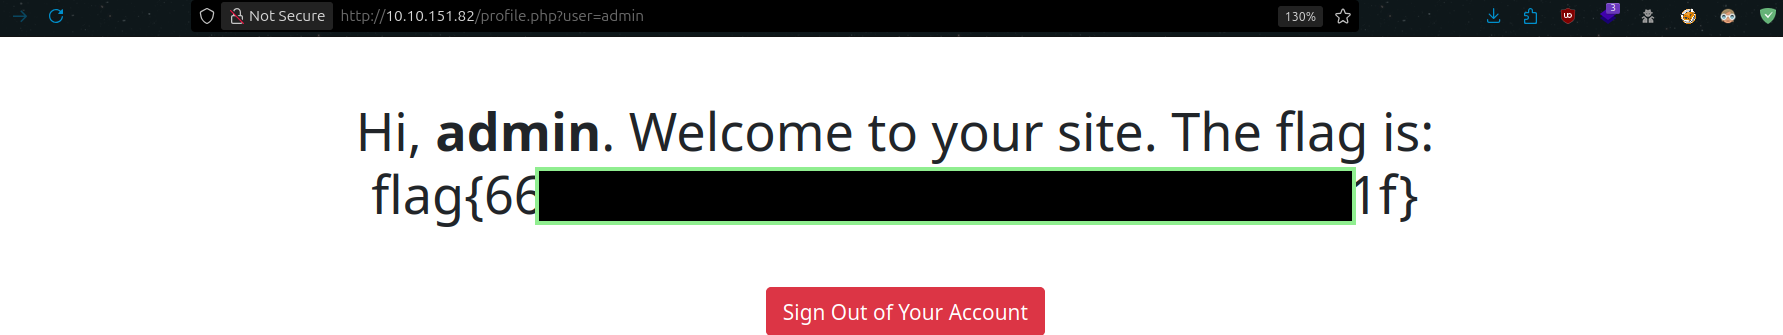 Not Secure http://10.10.151.82/profile.php?user=admin 130% 3
Hi, admin. Welcome to your site. The flag is:
flag{66 1f}
Sign Out of Your Account